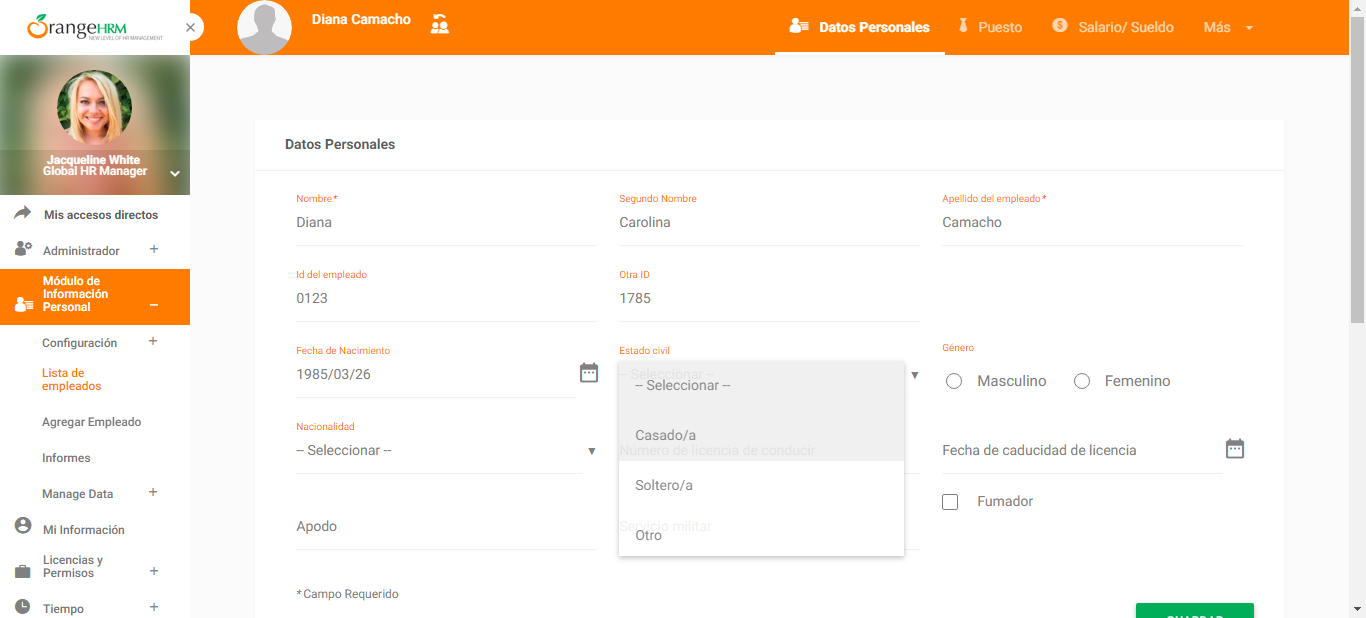 OrangeHRM
NEW LEVEL OF HR MANAGEMENT
Diana Camacho
Datos Personales
Puesto
Salario/ Sueldo
Más
Jacqueline White
Global HR Manager
Mis accesos directos
Administrador
Módulo de
Información
Personal
Configuración
Lista de
empleados
Agregar Empleado
Informes
Manage Data
Mi Información
Licencias y
Permisos
Tiempo
Datos Personales
Nombre*
Diana
Segundo Nombre
Carolina
Apellido del empleado*
Camacho
Id del empleado
0123
Otra ID
1785
Fecha de Nacimiento
1985/03/26
Estado civil
-- Seleccionar --
-- Seleccionar --
Casado/a
Soltero/a
Otro
Género
Masculino
Femenino
Nacionalidad
-- Seleccionar --
Número de licencia de conducir
Fecha de caducidad de licencia
Apodo
Servicio militar
Fumador
*Campo Requerido
GUARDAR